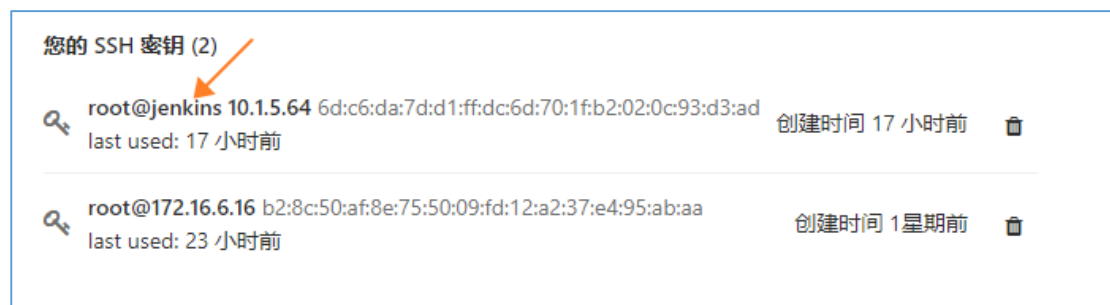 您的 SSH 密钥 (2)
root@jenkins 10.1.5.64 6d:c6:da:7d:d1:ff:dc:6d:70:1f:b2:02:0c:93:d3:ad
last used: 17 小时前
创建时间 17 小时前
root@172.16.6.16 b2:8c:50:af:8e:75:50:09:fd:12:a2:37:e4:95:ab:aa
last used: 23 小时前
创建时间 1星期前